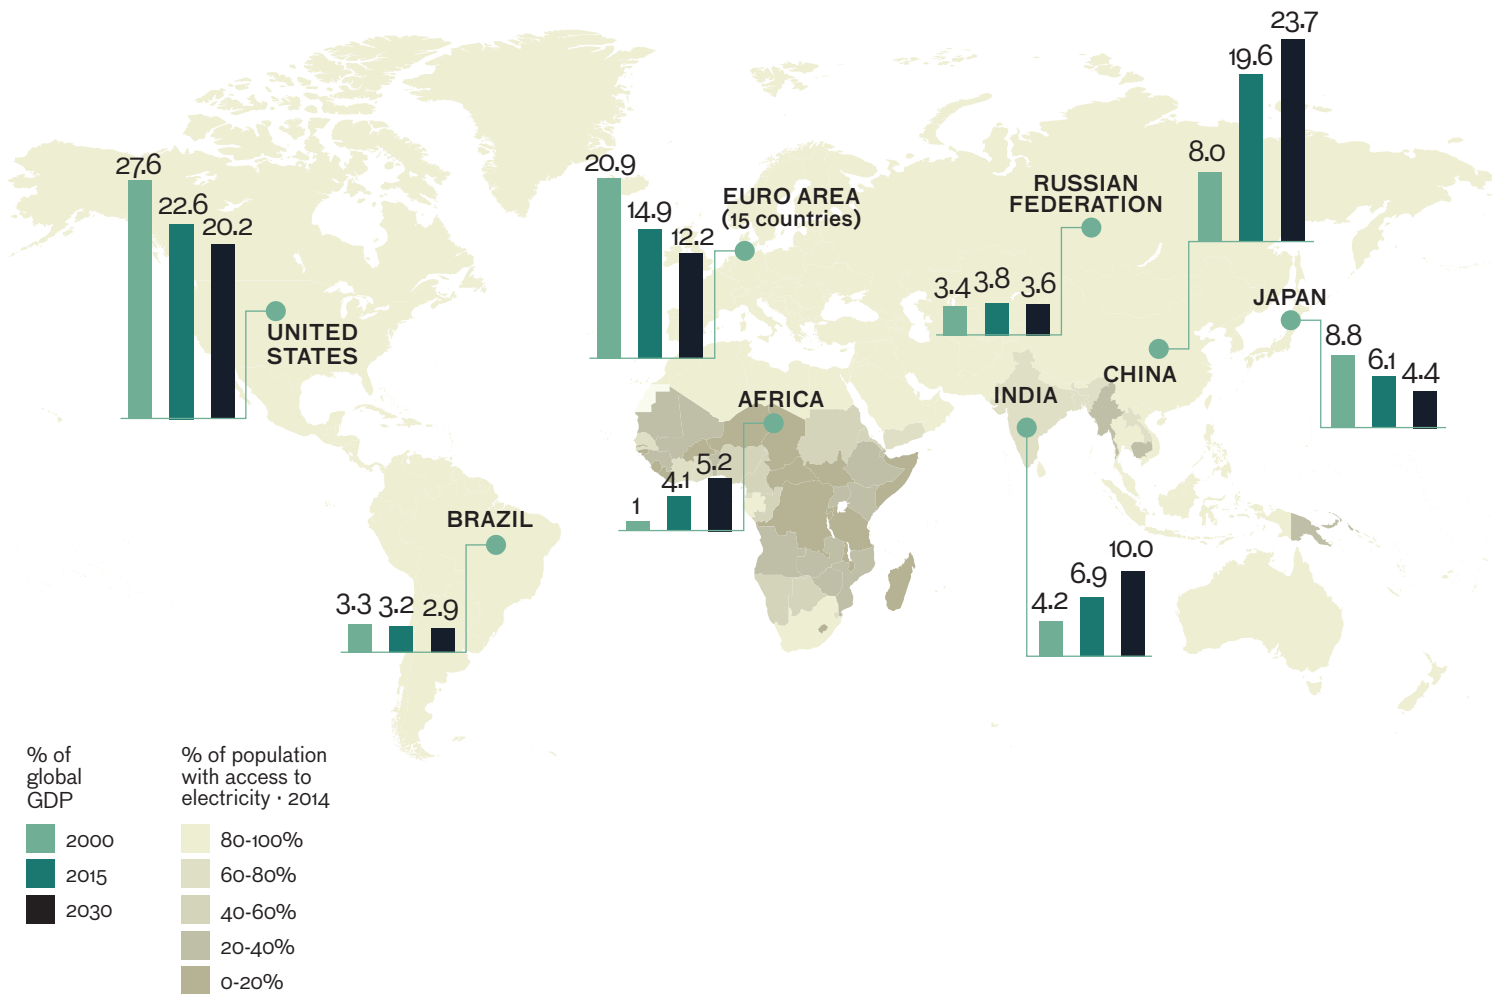 27.6
22.6
20.2
UNITED
STATES
20.9
14.9
12.2
EURO AREA
(15 countries)
RUSSIAN
FEDERATION
3.4
3.8
3.6
8.0
19.6
23.7
CHINA
JAPAN
8.8
6.1
4.4
AFRICA
1
4.1
5.2
INDIA
4.2
6.9
10.0
BRAZIL
3.3
3.2
2.9
% of
global
GDP
2000
2015
2030
% of population
with access to
electricity · 2014
80-100%
60-80%
40-60%
20-40%
0-20%